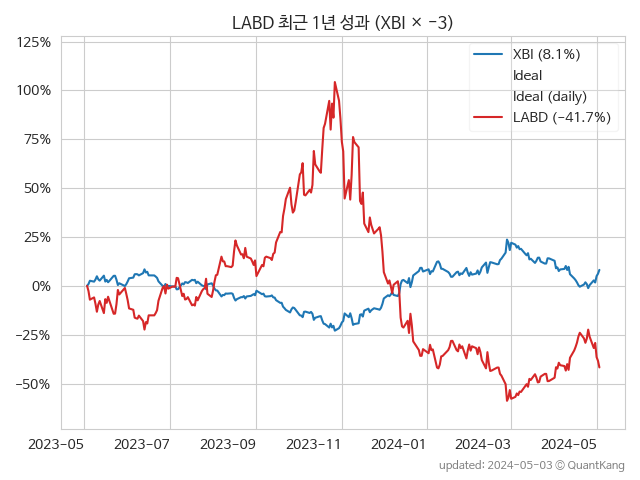 LABD 최근 1년 성과 (XBI × −3)
125%
100%
75%
50%
25%
0%
−25%
−50%
XBI (8.1%)
Ideal
Ideal (daily)
LABD (−41.7%)
2023-05 2023-07 2023-09 2023-11 2024-01 2024-03 2024-05
updated: 2024-05-03 ⓒ QuantKang